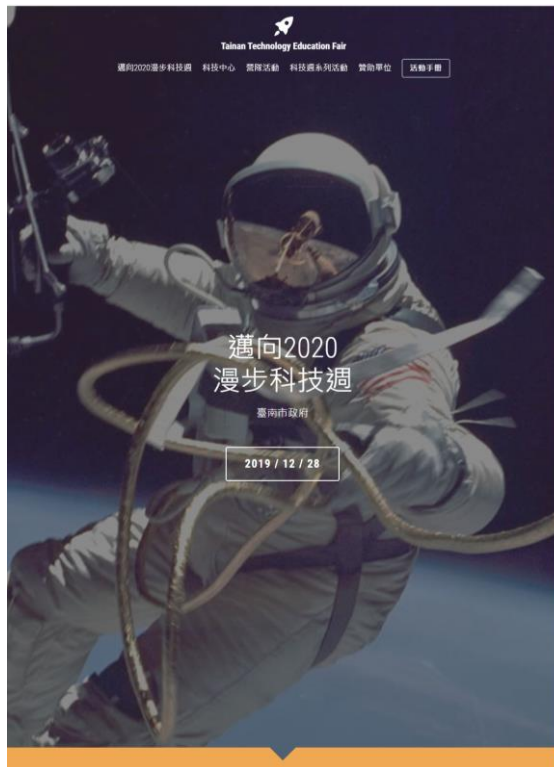 Tainan Technology Education Fair
邁向2020漫步科技週 科技中心 營隊活動 科技週系列活動 贊助單位 活動手冊
邁向2020
漫步科技週
臺南市政府
2019 / 12 / 28